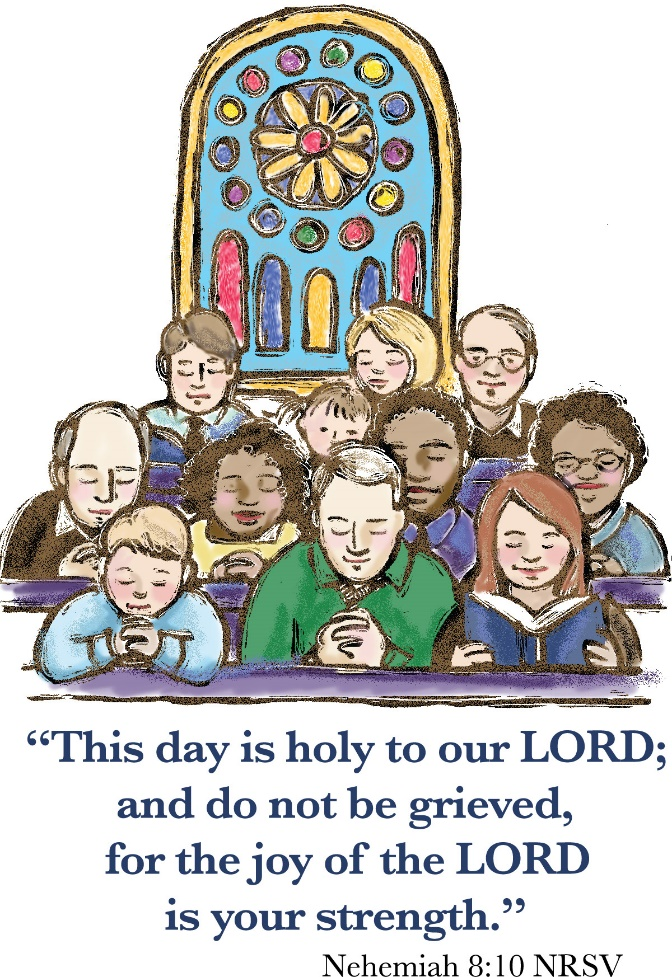 “This day is holy to our LORD;
and do not be grieved,
for the joy of the LORD
is your strength.”
Nehemiah 8:10 NRSV